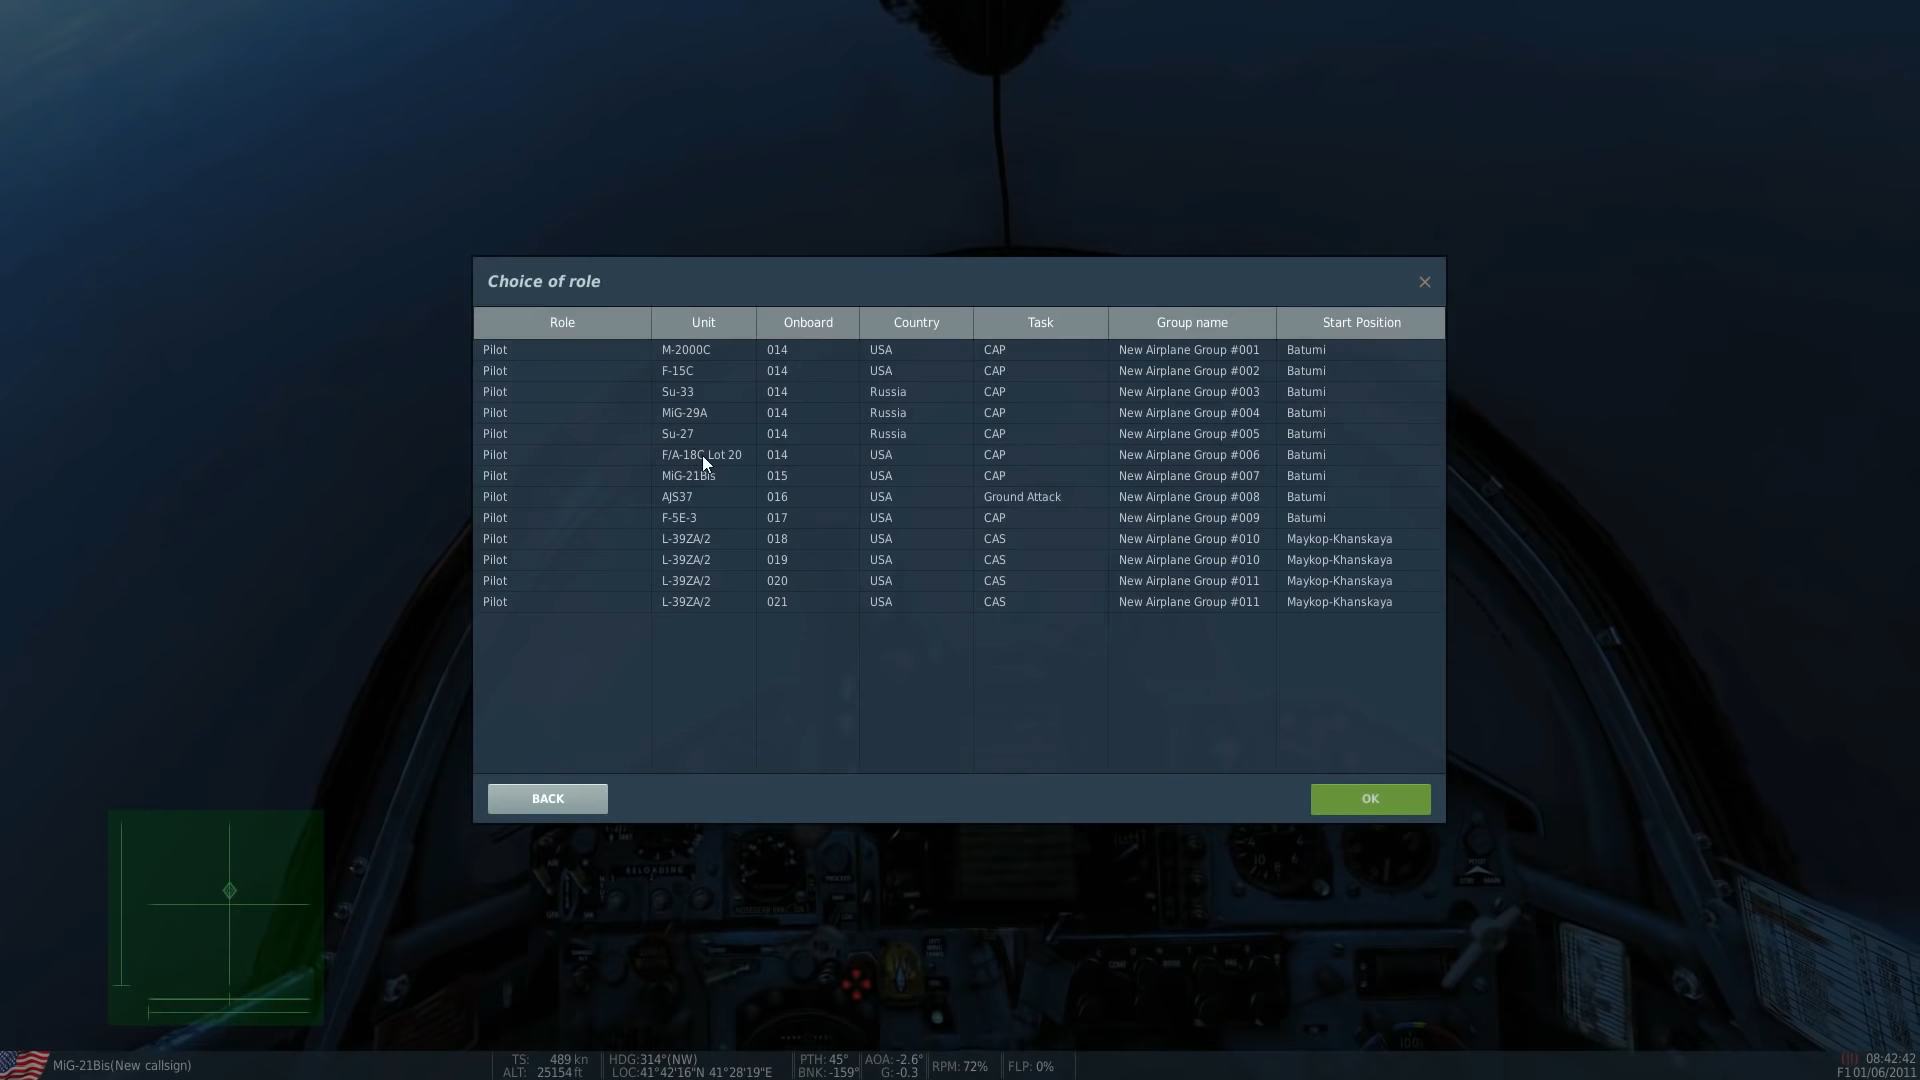 Choice of role
×
Role Unit Onboard Country Task Group name Start Position
Pilot M-2000C 014 USA CAP New Airplane Group #001 Batumi
Pilot F-15C 014 USA CAP New Airplane Group #002 Batumi
Pilot Su-33 014 Russia CAP New Airplane Group #003 Batumi
Pilot MiG-29A 014 Russia CAP New Airplane Group #004 Batumi
Pilot Su-27 014 Russia CAP New Airplane Group #005 Batumi
Pilot F/A-18C Lot 20 014 USA CAP New Airplane Group #006 Batumi
Pilot MiG-21Bis 015 USA CAP New Airplane Group #007 Batumi
Pilot AJS37 016 USA Ground Attack New Airplane Group #008 Batumi
Pilot F-5E-3 017 USA CAP New Airplane Group #009 Batumi
Pilot L-39ZA/2 018 USA CAS New Airplane Group #010 Maykop-Khanskaya
Pilot L-39ZA/2 019 USA CAS New Airplane Group #010 Maykop-Khanskaya
Pilot L-39ZA/2 020 USA CAS New Airplane Group #011 Maykop-Khanskaya
Pilot L-39ZA/2 021 USA CAS New Airplane Group #011 Maykop-Khanskaya
BACK OK
RELOADING
MiG-21Bis(New callsign)
TS: 489 kn HDG:314°(NW) PTH: 45° AOA: -2.6° RPM: 72% FLP: 0% 08:42:42
ALT: 25154 ft LOC:41°42'16"N 41°28'19"E BNK: -159° G: -0.3 F1 01/06/2011